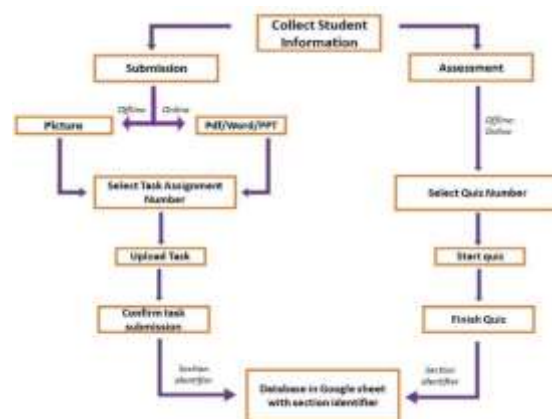 Collect Student
Information
Submission
Assessment
Offline
Online
Offline
Online
Picture
Pdf/Word/PPT
Select Task Assignment
Number
Select Quiz Number
Upload Task
Start quiz
Confirm task
submission
Finish Quiz
Section
identifier
Section
identifier
Database in Google sheet
with section identifier